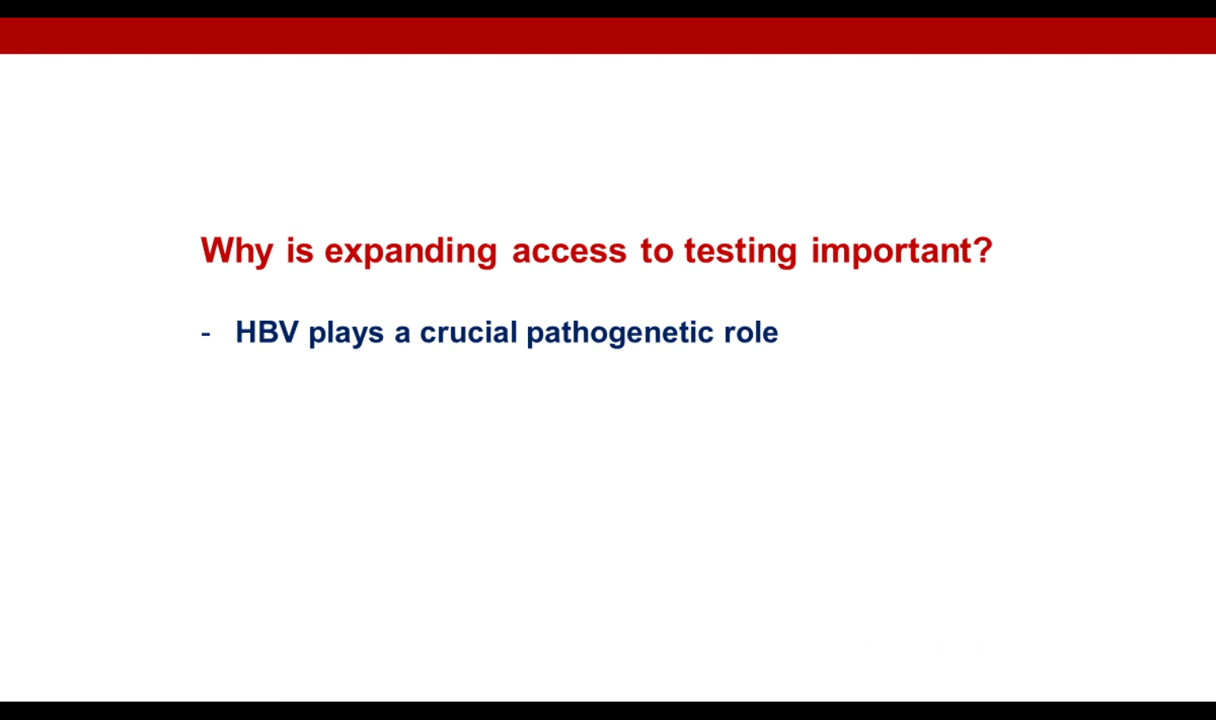 Why is expanding access to testing important?
- HBV plays a crucial pathogenetic role